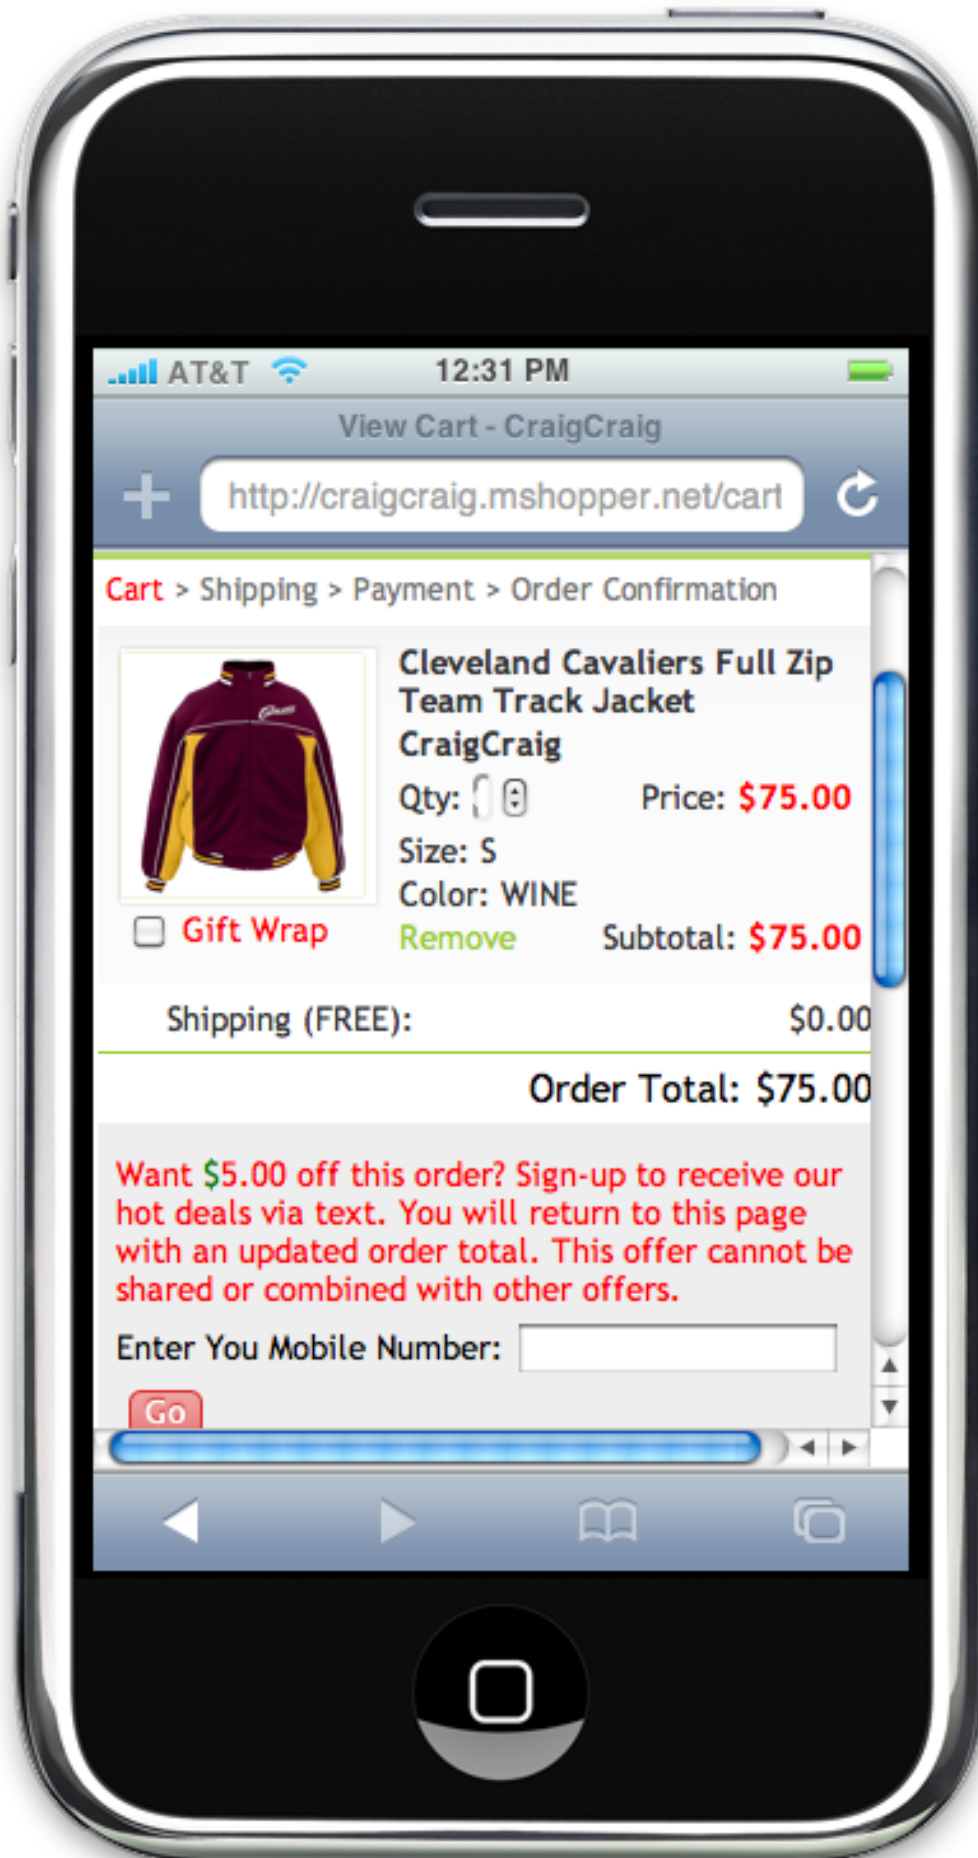 AT&T 12:31 PM
View Cart - CraigCraig
http://craigcraig.mshopper.net/cart
Cart > Shipping > Payment > Order Confirmation
Cleveland Cavaliers Full Zip
Team Track Jacket
CraigCraig
Qty: Price: $75.00
Size: S
Color: WINE
Gift Wrap Remove Subtotal: $75.00
Shipping (FREE): $0.00
Order Total: $75.00
Want $5.00 off this order? Sign-up to receive our
hot deals via text. You will return to this page
with an updated order total. This offer cannot be
shared or combined with other offers.
Enter You Mobile Number:
Go